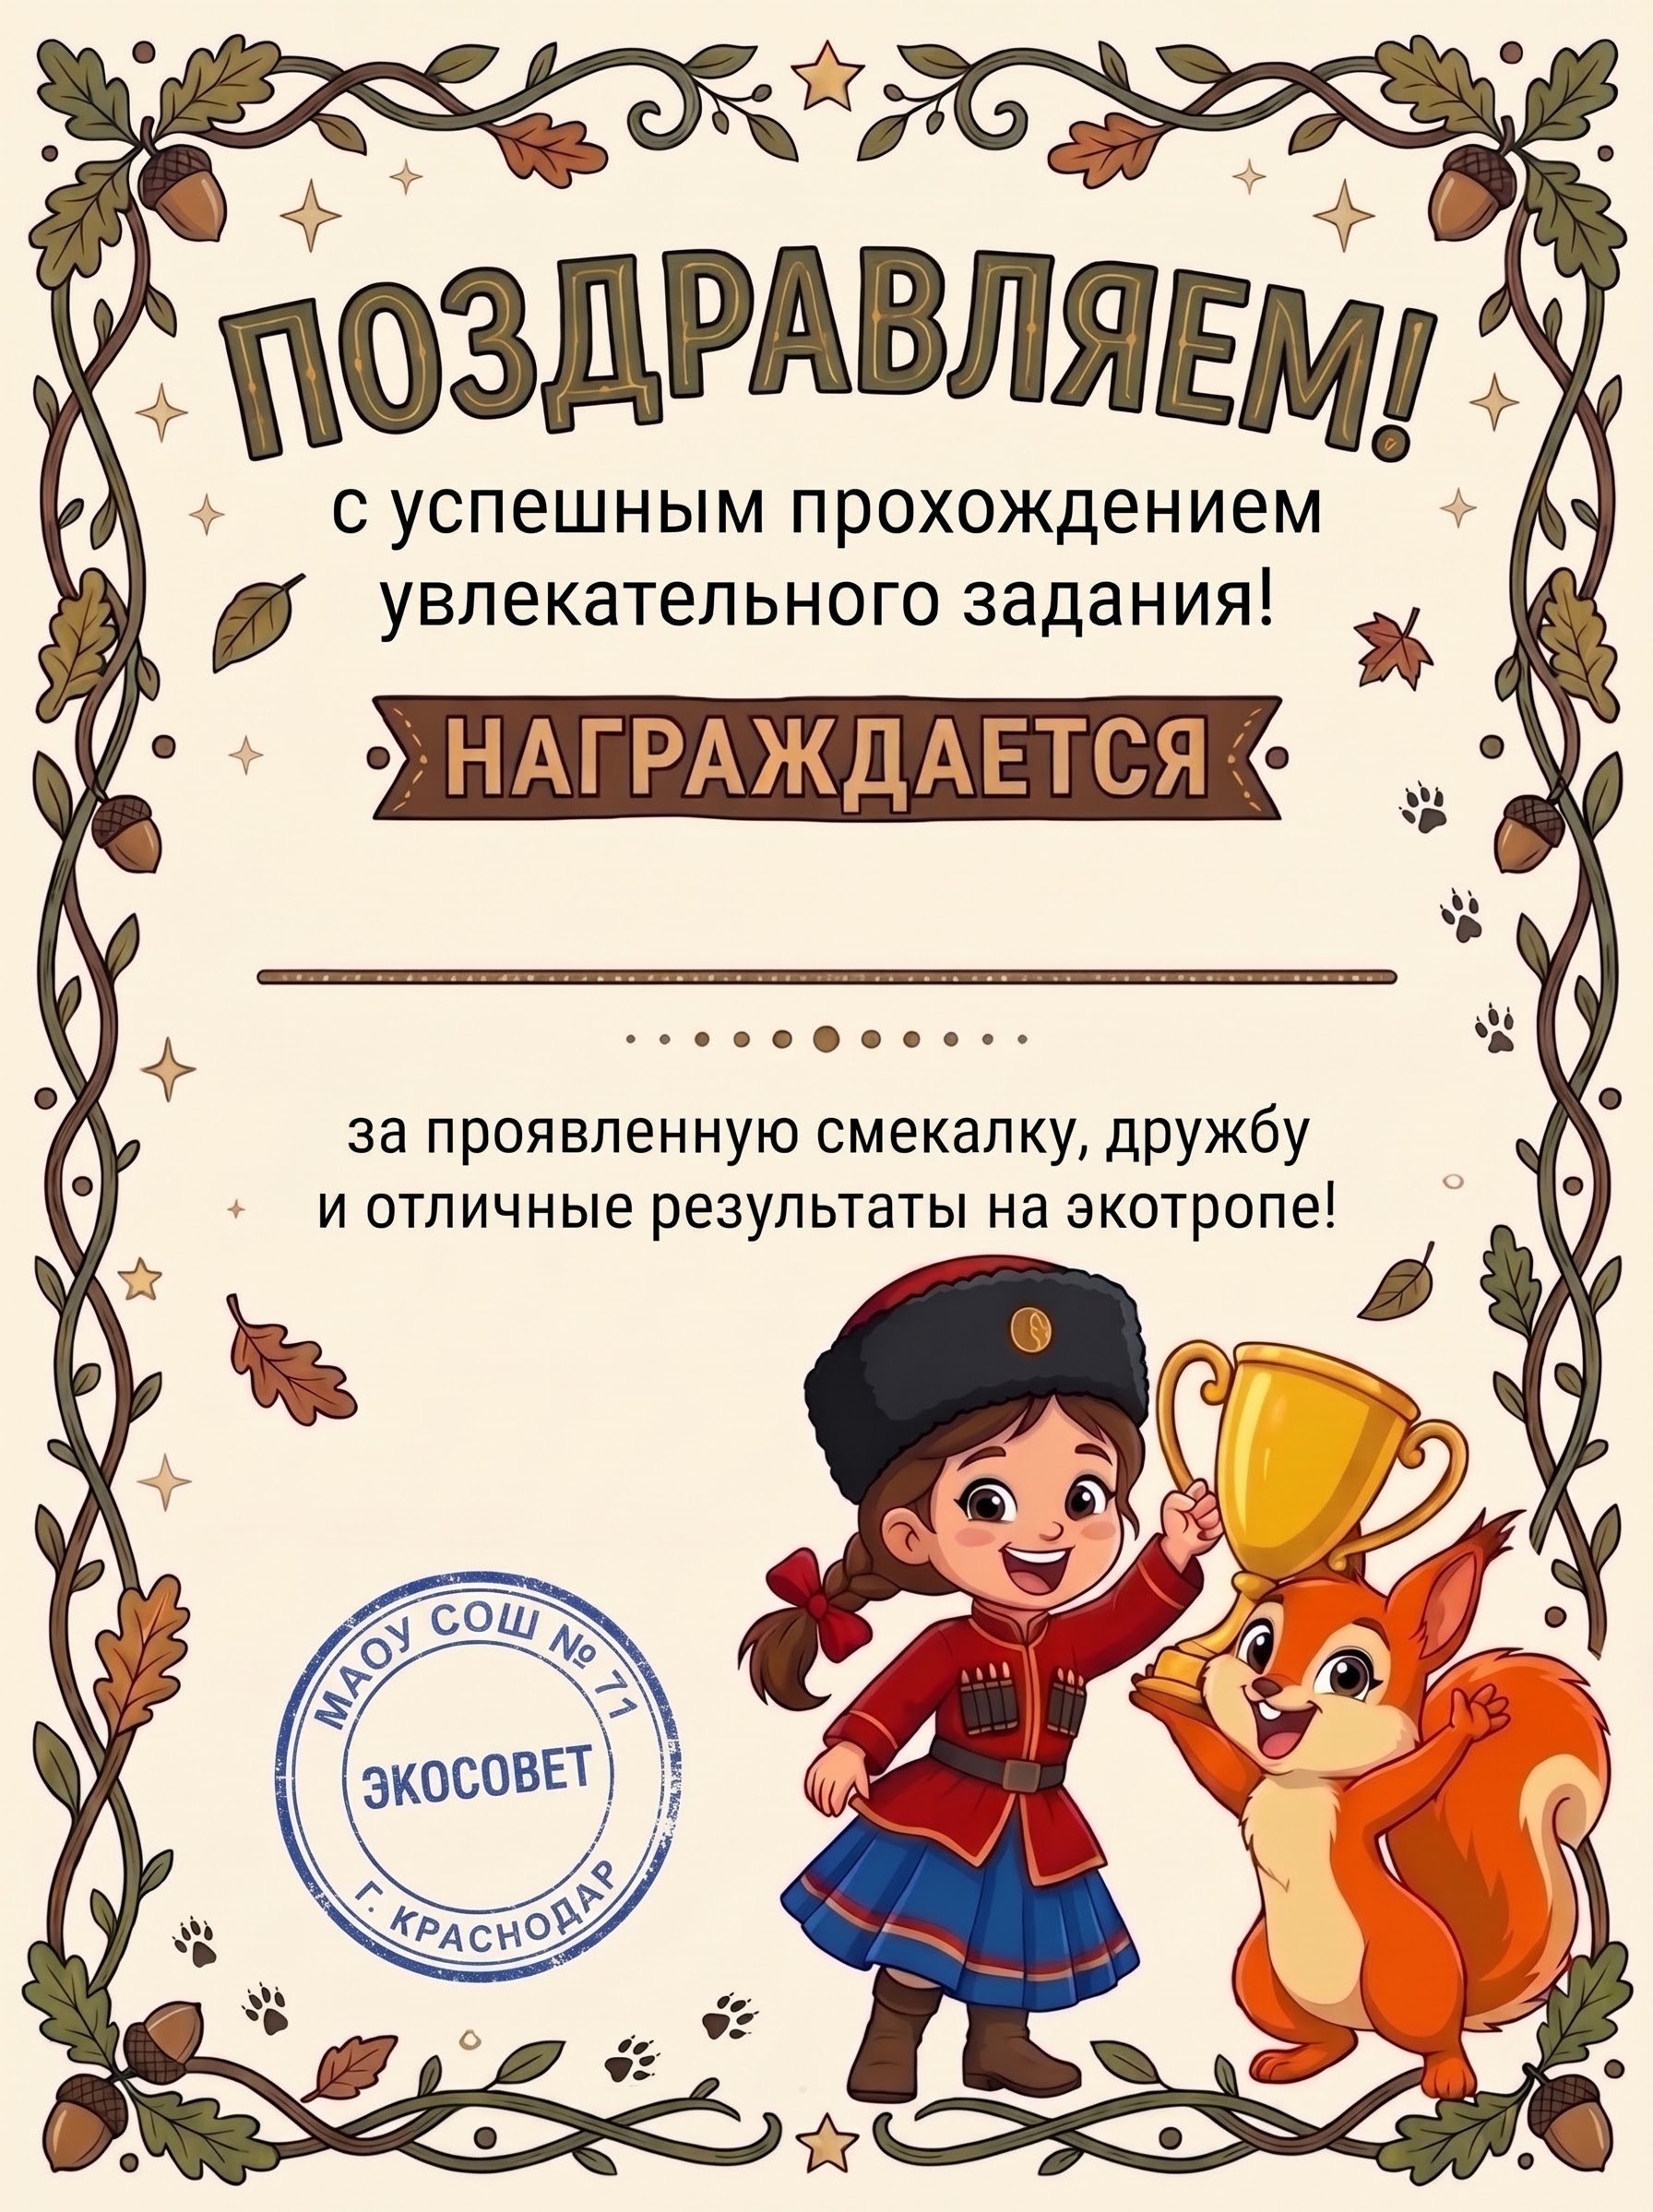 ПОЗДРАВЛЯЕМ!
с успешным прохождением
увлекательного задания!
НАГРАЖДАЕТСЯ
за проявленную смекалку, дружбу
и отличные результаты на экотропе!
МАОУ СОШ № 71
ЭКОСОВЕТ
Г. КРАСНОДАР